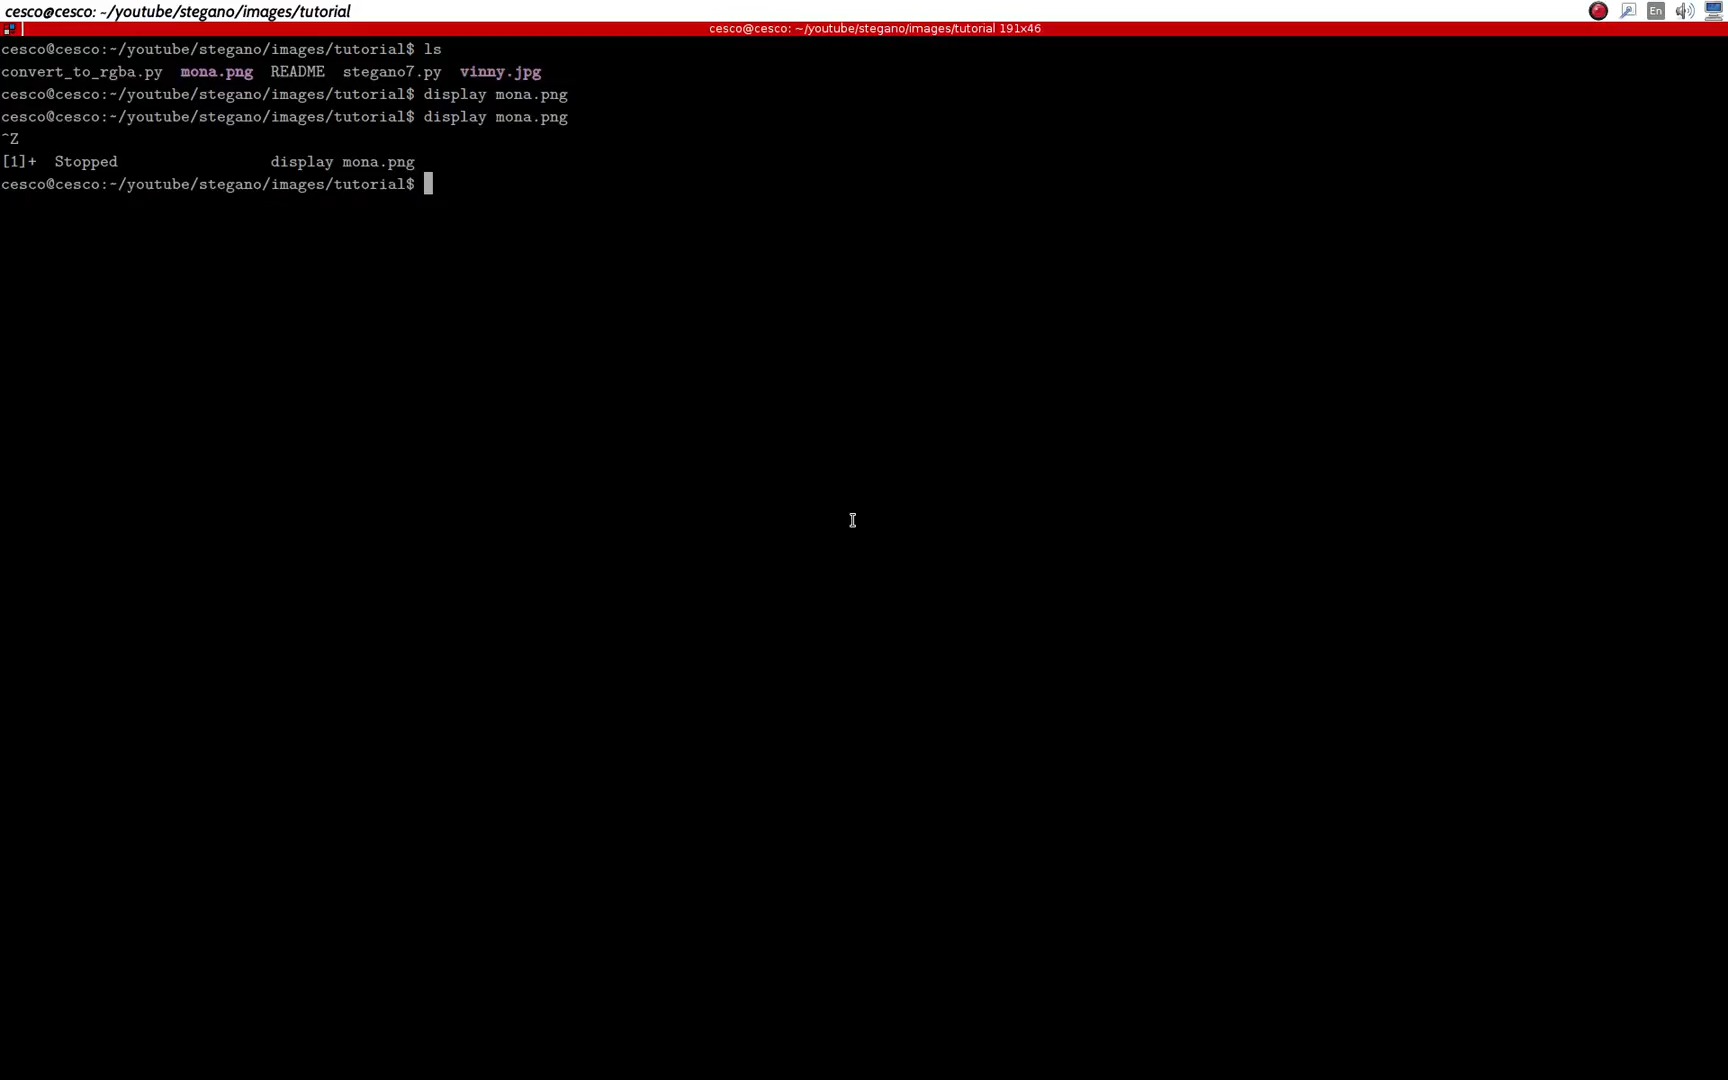 cesco@cesco: ~/youtube/stegano/images/tutorial
En
cesco@cesco: ~/youtube/stegano/images/tutorial 191x46
cesco@cesco:~/youtube/stegano/images/tutorial$ ls
convert_to_rgba.py mona.png README stegano7.py vinny.jpg
cesco@cesco:~/youtube/stegano/images/tutorial$ display mona.png
cesco@cesco:~/youtube/stegano/images/tutorial$ display mona.png
^Z
[1]+ Stopped display mona.png
cesco@cesco:~/youtube/stegano/images/tutorial$